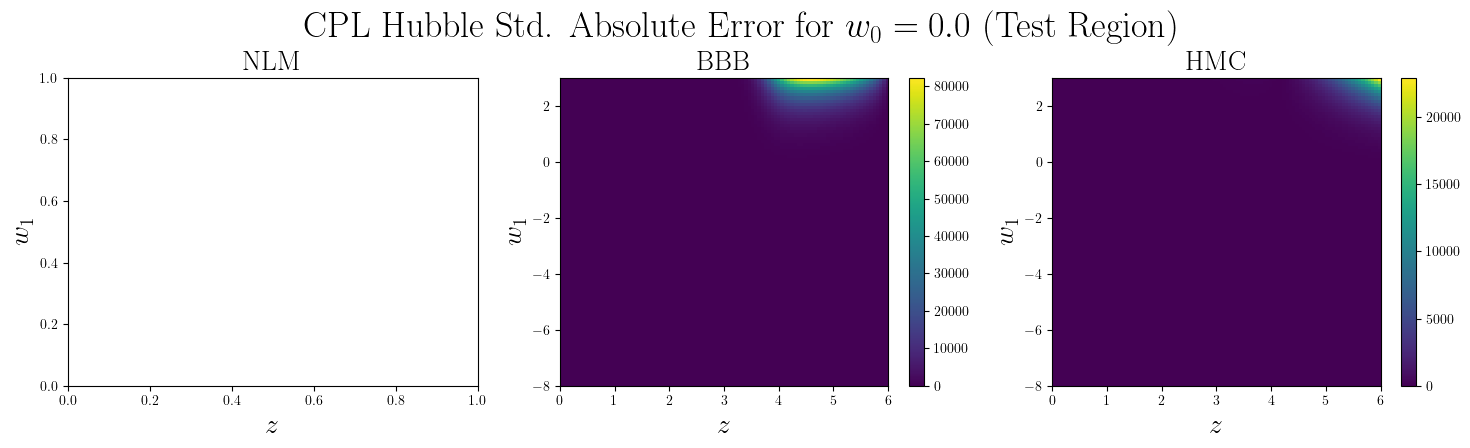 CPL Hubble Std. Absolute Error for w₀ = 0.0 (Test Region)
NLM
1.0
0.8
0.6
0.4
0.2
0.0
w₁
0.0 0.2 0.4 0.6 0.8 1.0
z
BBB
2
0
−2
−4
−6
−8
w₁
0 1 2 3 4 5 6
z
80000
70000
60000
50000
40000
30000
20000
10000
0
HMC
2
0
−2
−4
−6
−8
w₁
0 1 2 3 4 5 6
z
20000
15000
10000
5000
0